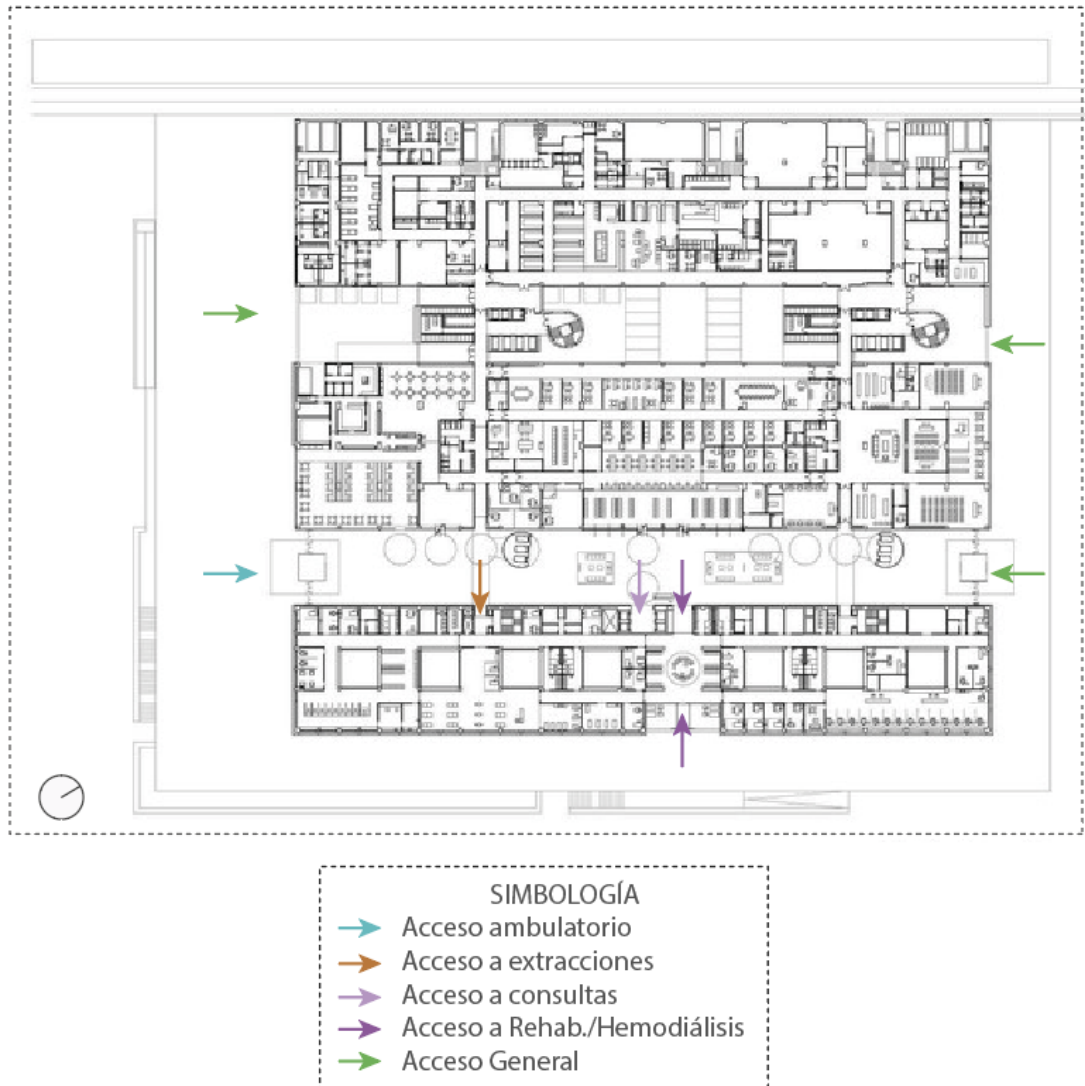 SIMBOLOGÍA
Acceso ambulatorio
Acceso a extracciones
Acceso a consultas
Acceso a Rehab./Hemodiálisis
Acceso General